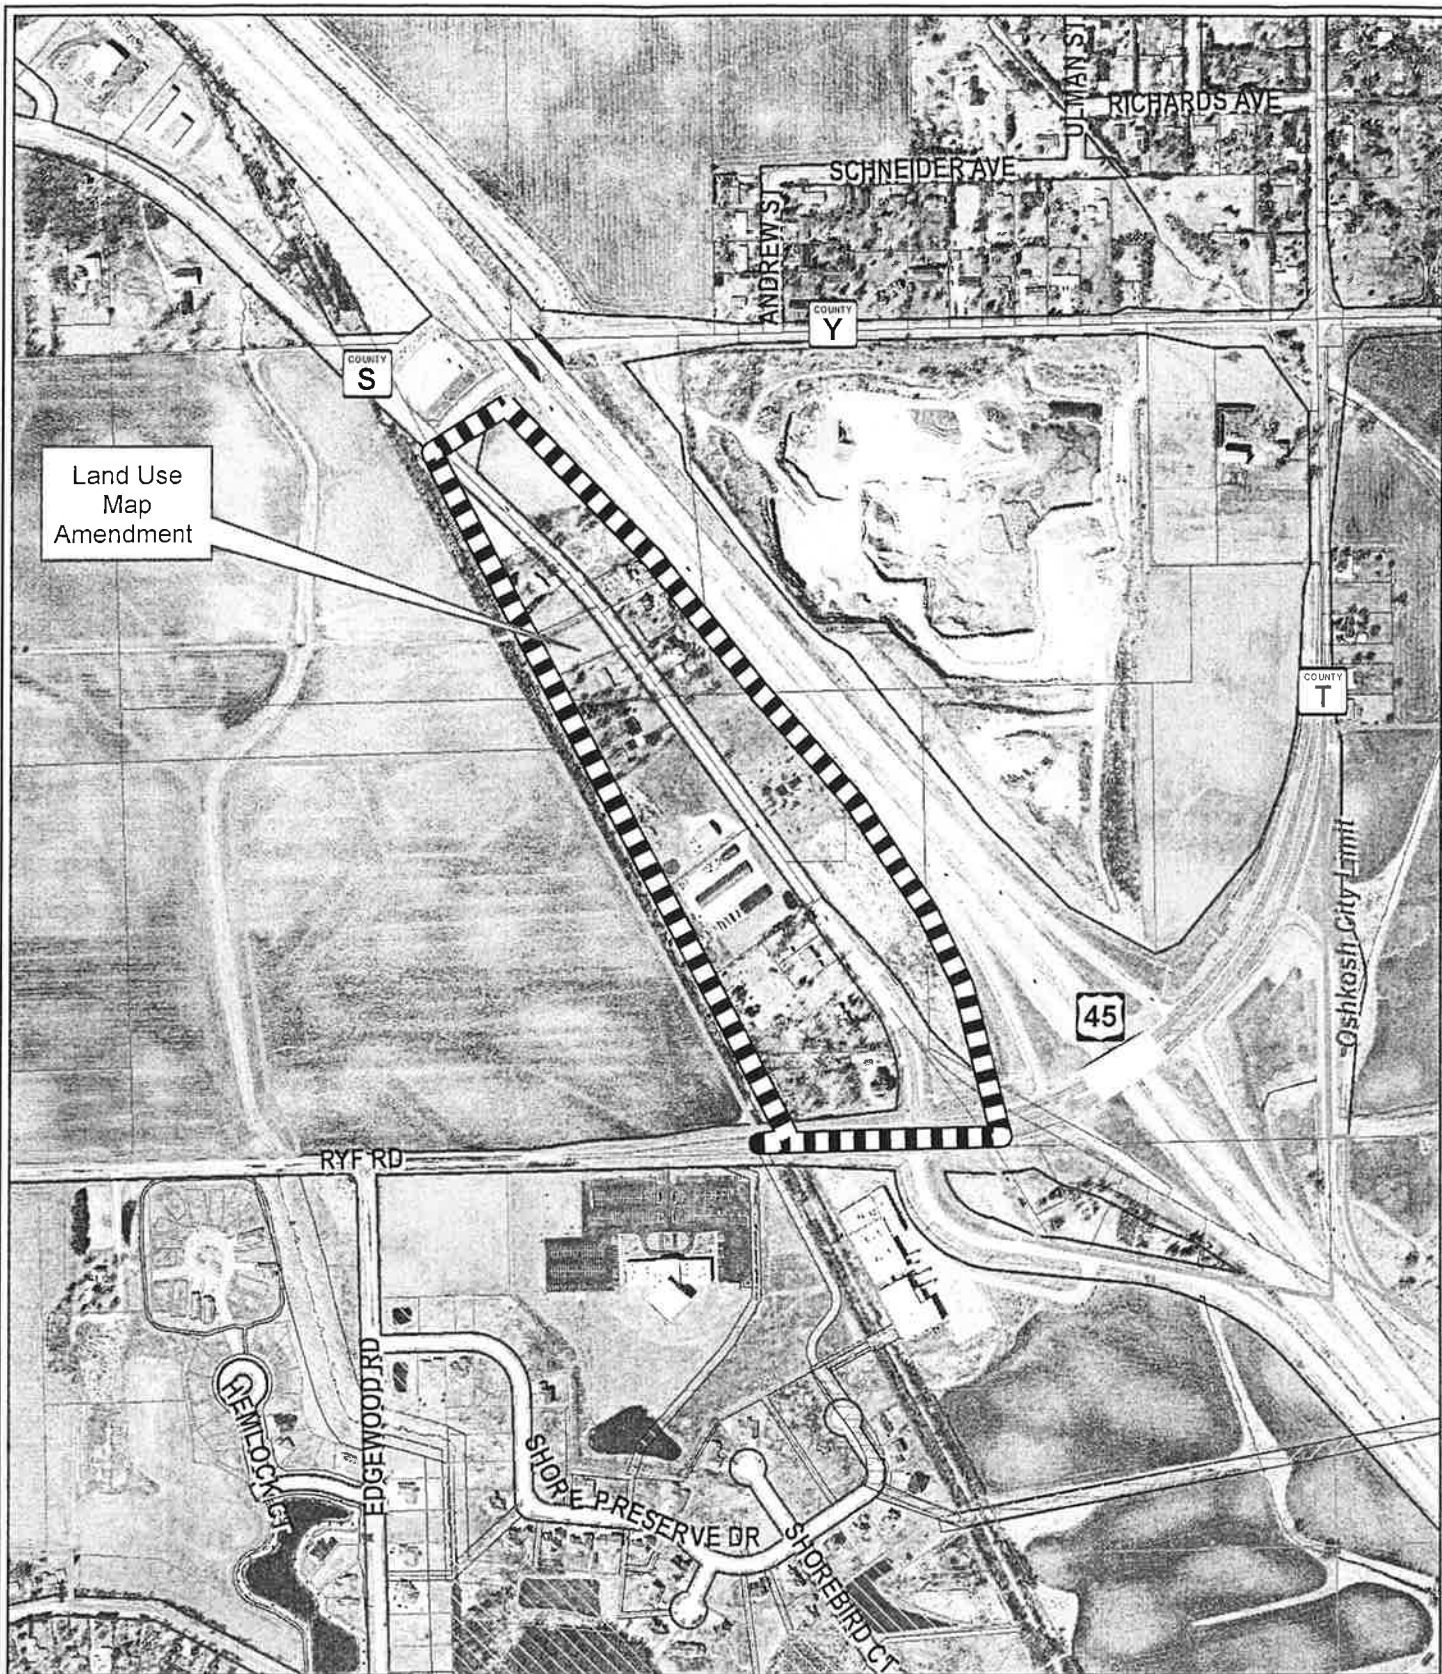 ULMAN ST
RICHARDS AVE
SCHNEIDER AVE
ANDREW ST
COUNTY
Y
COUNTY
S
Land Use
Map
Amendment
COUNTY
T
Oshkosh City Limit
45
RYF RD
EDGEWOOD RD
HEMLOCK CT
SHORE PRESERVE DR
SHOREBIRD CT